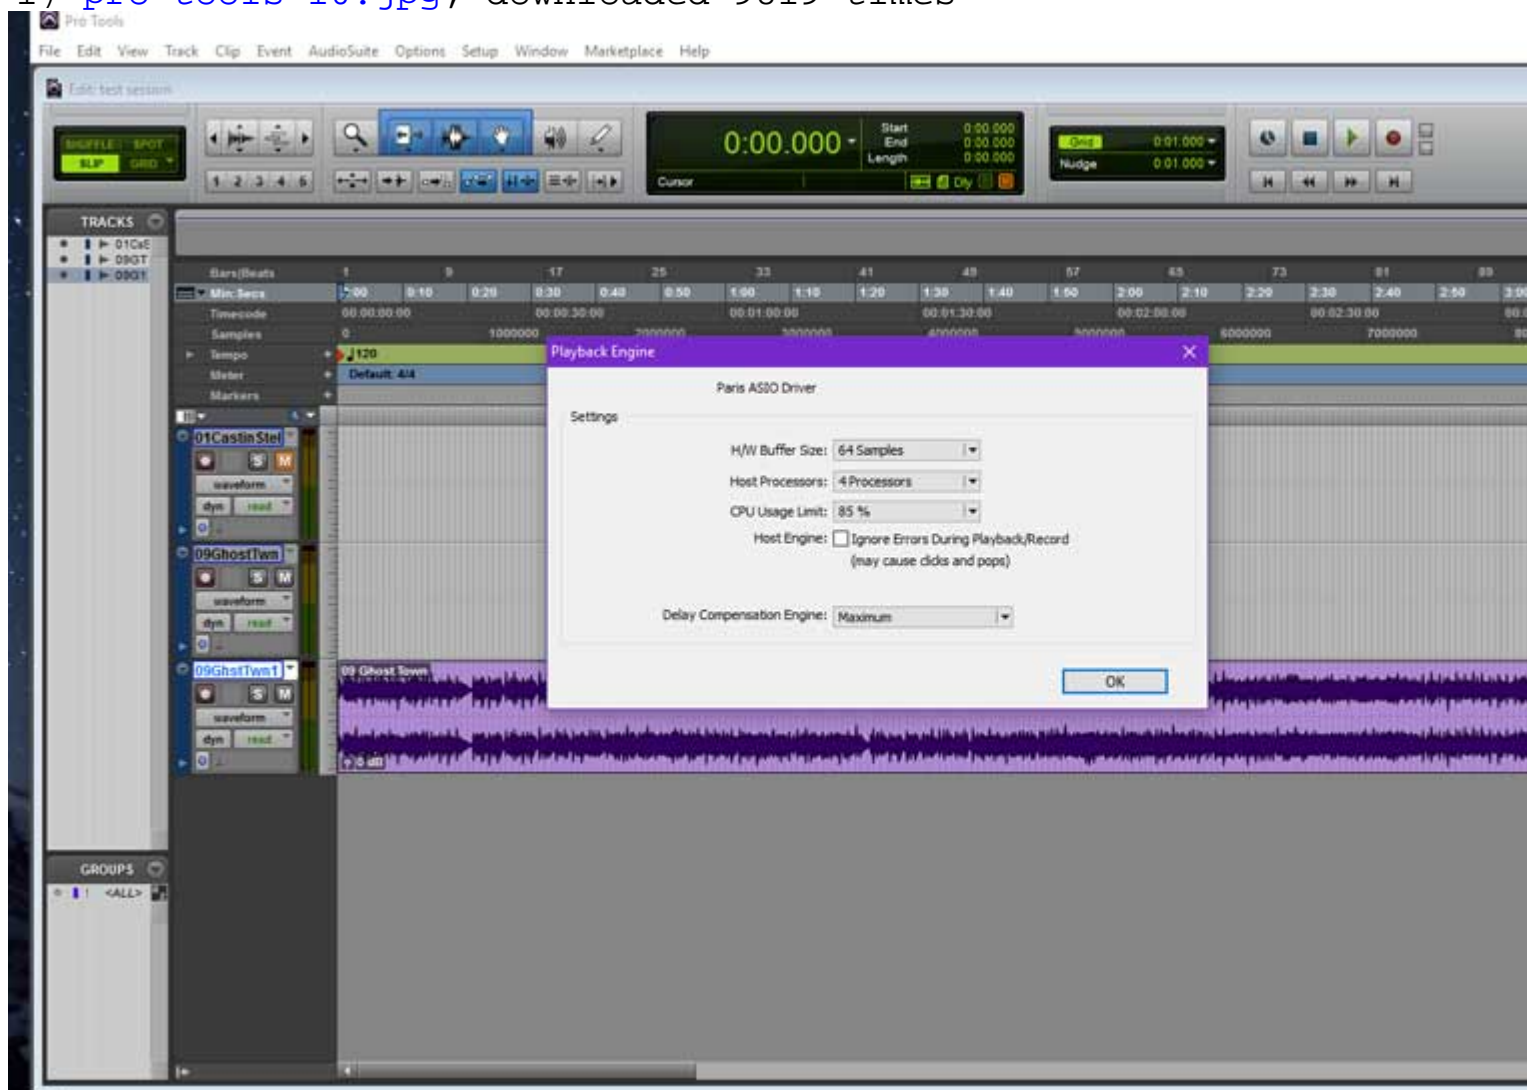 Pro Tools
File Edit View Track Clip Event AudioSuite Options Setup Window Marketplace Help
Edit: test session
SHUFFLE SPOT
SLIP GRID
1 2 3 4 5
0:00.000
Start 0:00.000
End 0:00.000
Length 0:00.000
Cursor
Dly
Grid 0:01.000
Nudge 0:01.000
TRACKS
Bars|Beats 1 9 17 25 33 41 49 57 65 73 81 89
Min:Secs 0:10 0:20 0:30 0:40 0:50 1:00 1:10 1:20 1:30 1:40 1:50 2:00 2:10 2:20 2:30 2:40 2:50
Timecode 00:00:00:00 00:00:30:00 00:01:00:00 00:01:30:00 00:02:00:00 00:02:30:00
Samples 0 1000000 2000000 3000000 4000000 5000000 6000000 7000000
Tempo 120
Meter Default: 4/4
Markers
Playback Engine
Paris ASIO Driver
Settings
H/W Buffer Size: 64 Samples
Host Processors: 4 Processors
CPU Usage Limit: 85 %
Host Engine: Ignore Errors During Playback/Record
(may cause clicks and pops)
Delay Compensation Engine: Maximum
OK
01CastinStel
S M
waveform
dyn read
09GhostTwn
S M
waveform
dyn read
09GhstTwn1
S M
waveform
dyn read
09 Ghost Town
0 dB
GROUPS
<ALL>